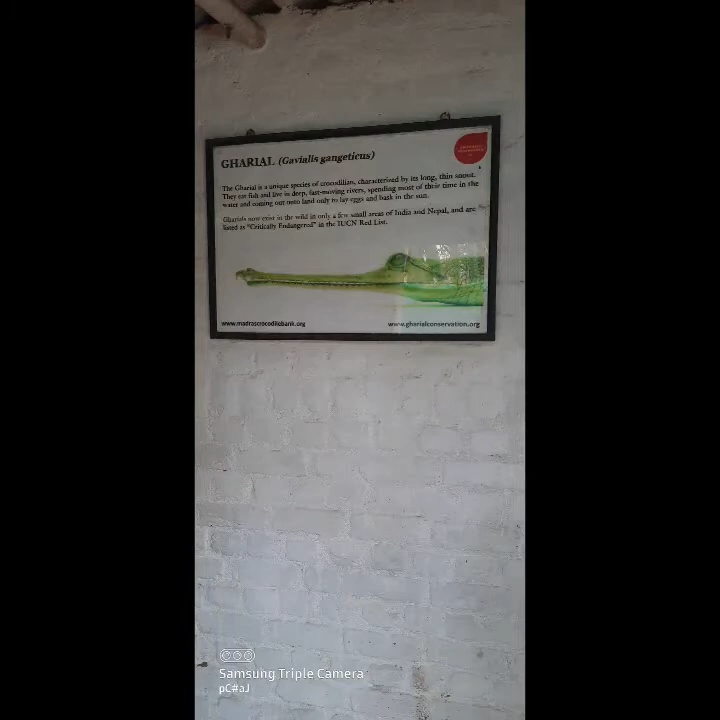 GHARIAL (Gavialis gangeticus)
The Gharial is a unique species of crocodilian, characterized by its long, thin snout.
They eat fish and live in deep, fast-moving rivers, spending most of their time in the
water and coming out onto land only to lay eggs and bask in the sun.
Gharials now exist in the wild in only a few small areas of India and Nepal, and are
listed as "Critically Endangered" in the IUCN Red List.
www.madrascrocodilebank.org
www.gharialconservation.org
Samsung Triple Camera
pC#aJ